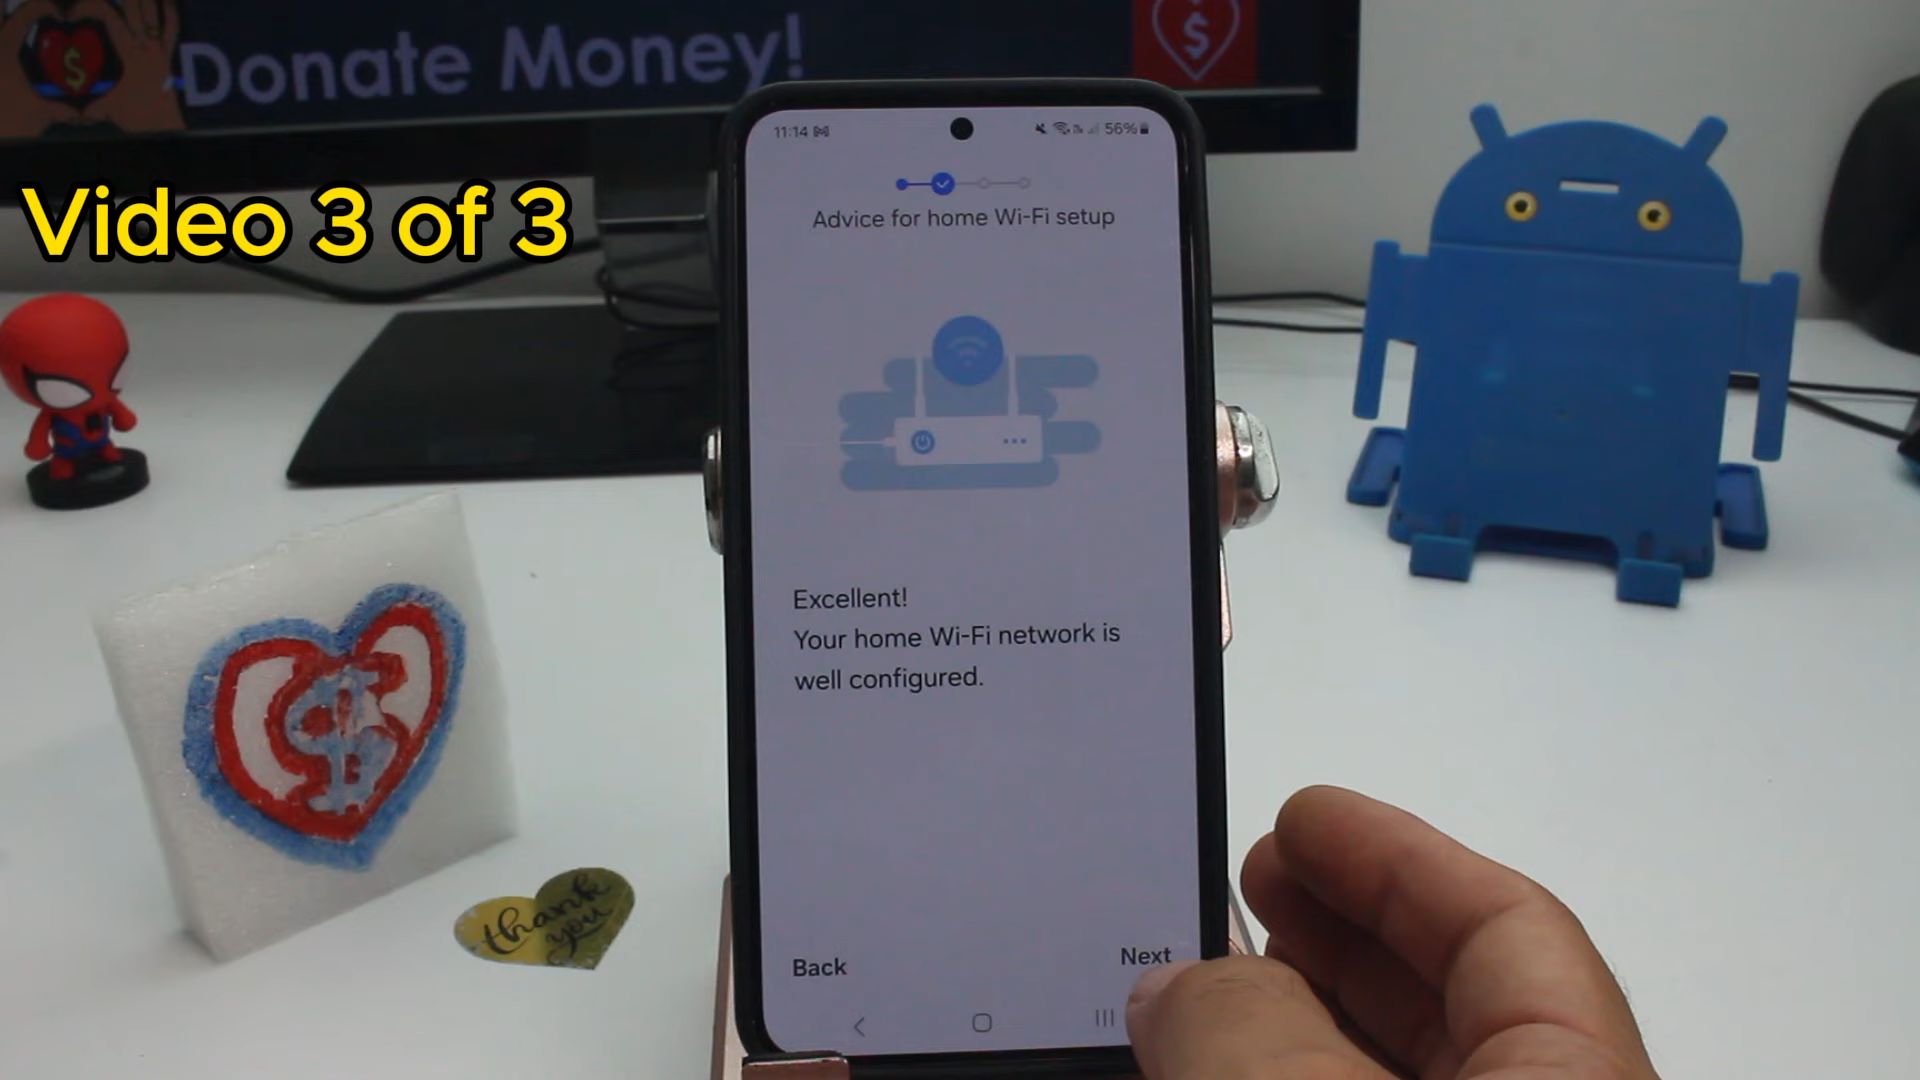 Donate Money!
$
$
Video 3 of 3
11:14
56%
Advice for home Wi-Fi setup
Excellent!
Your home Wi-Fi network is
well configured.
$
thank
you
Back
Next